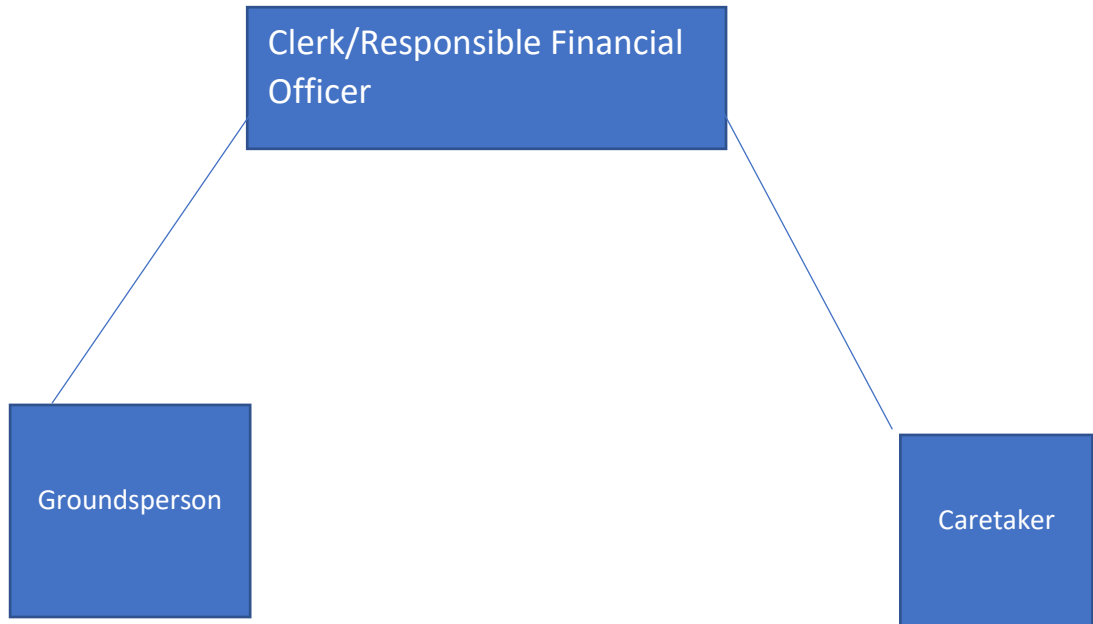 Clerk/Responsible Financial
Officer
Groundsperson
Caretaker